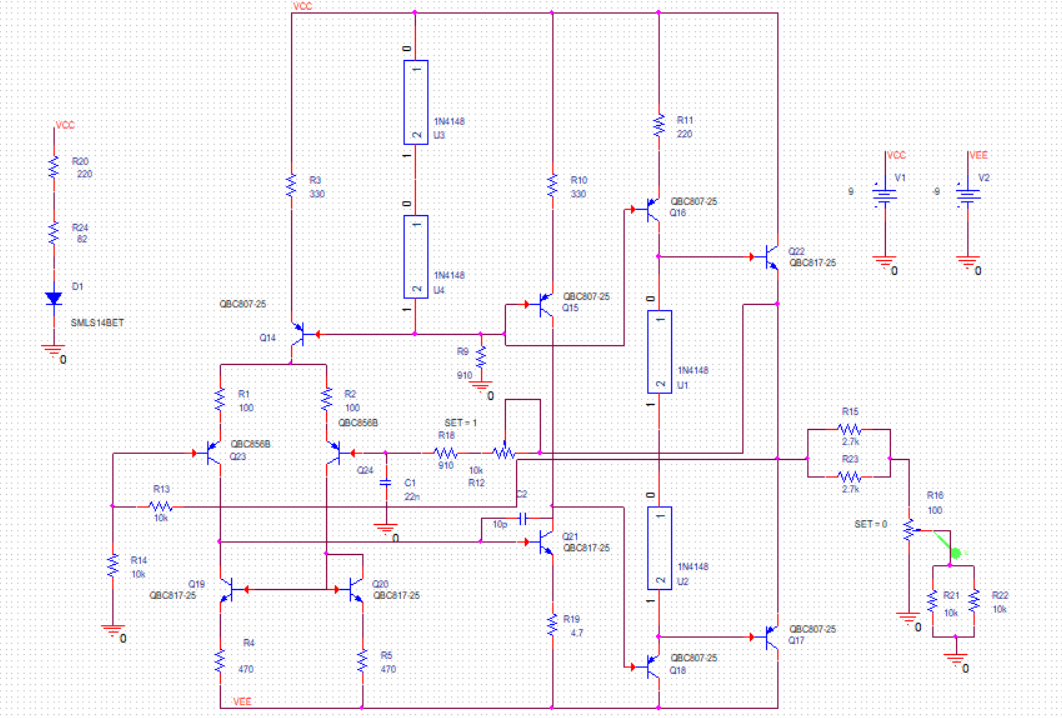 VCC
0
1
1N4148
U3
2
1
VCC
R20
220
R24
82
D1
SMLS14BET
0
R3
330
0
1
1N4148
U4
2
1
R10
330
R11
220
QBC807-25
Q16
Q22
QBC817-25
VCC
V1
9
0
VEE
V2
-9
0
QBC807-25
Q14
QBC807-25
Q15
R9
910
0
0
1
1N4148
U1
2
1
R1
100
R2
100
QBC856B
Q23
QBC856B
Q24
SET = 1
R18
910
10k
R12
C1
22n
0
R13
10k
R14
10k
0
C2
10p
Q21
QBC817-25
0
1
1N4148
U2
2
1
R15
2.7k
R23
2.7k
R16
100
SET = 0
0
R21
10k
R22
10k
0
Q19
QBC817-25
Q20
QBC817-25
R4
470
R5
470
R19
4.7
QBC807-25
Q18
QBC807-25
Q17
VEE